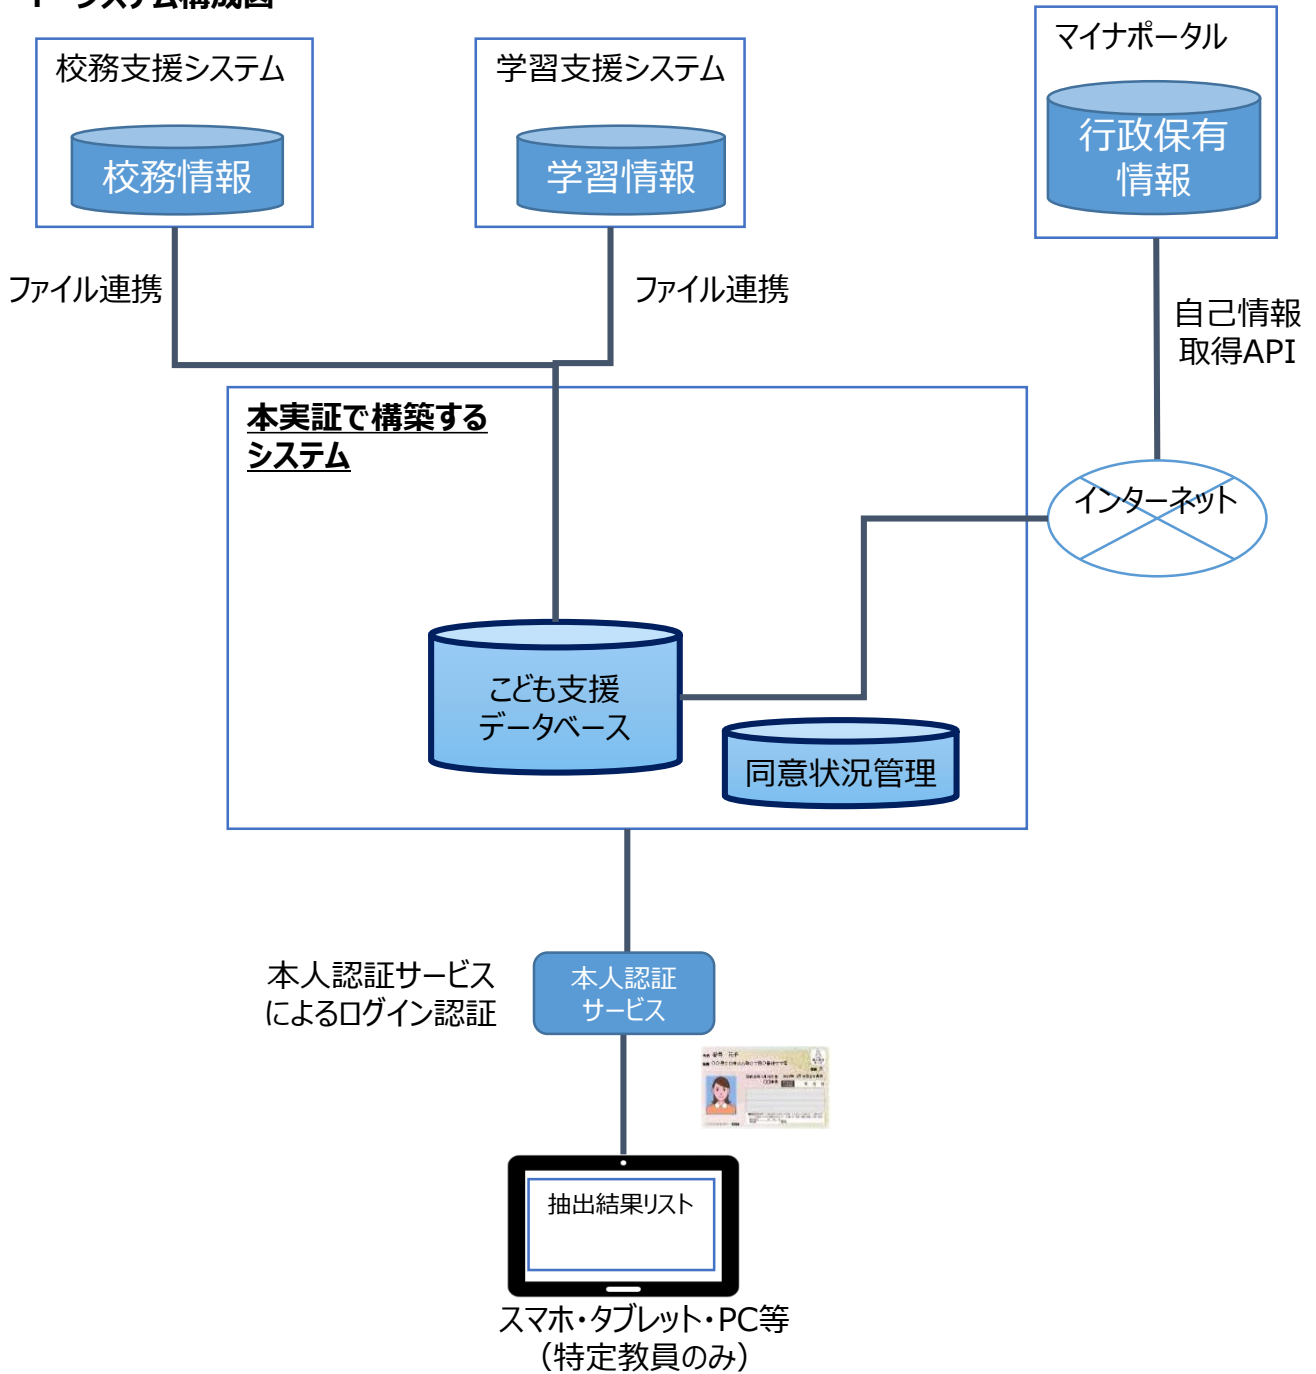 システム構成図
校務支援システム
校務情報
学習支援システム
学習情報
マイナポータル
行政保有
情報
ファイル連携
ファイル連携
自己情報
取得API
本実証で構築する
システム
インターネット
こども支援
データベース
同意状況管理
本人認証サービス
によるログイン認証
本人認証
サービス
抽出結果リスト
スマホ・タブレット・PC等
（特定教員のみ）